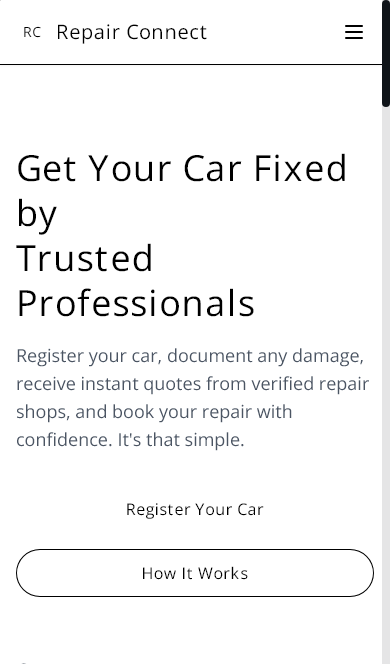 RC Repair Connect
Get Your Car Fixed
by
Trusted
Professionals
Register your car, document any damage,
receive instant quotes from verified repair
shops, and book your repair with
confidence. It's that simple.
Register Your Car
How It Works